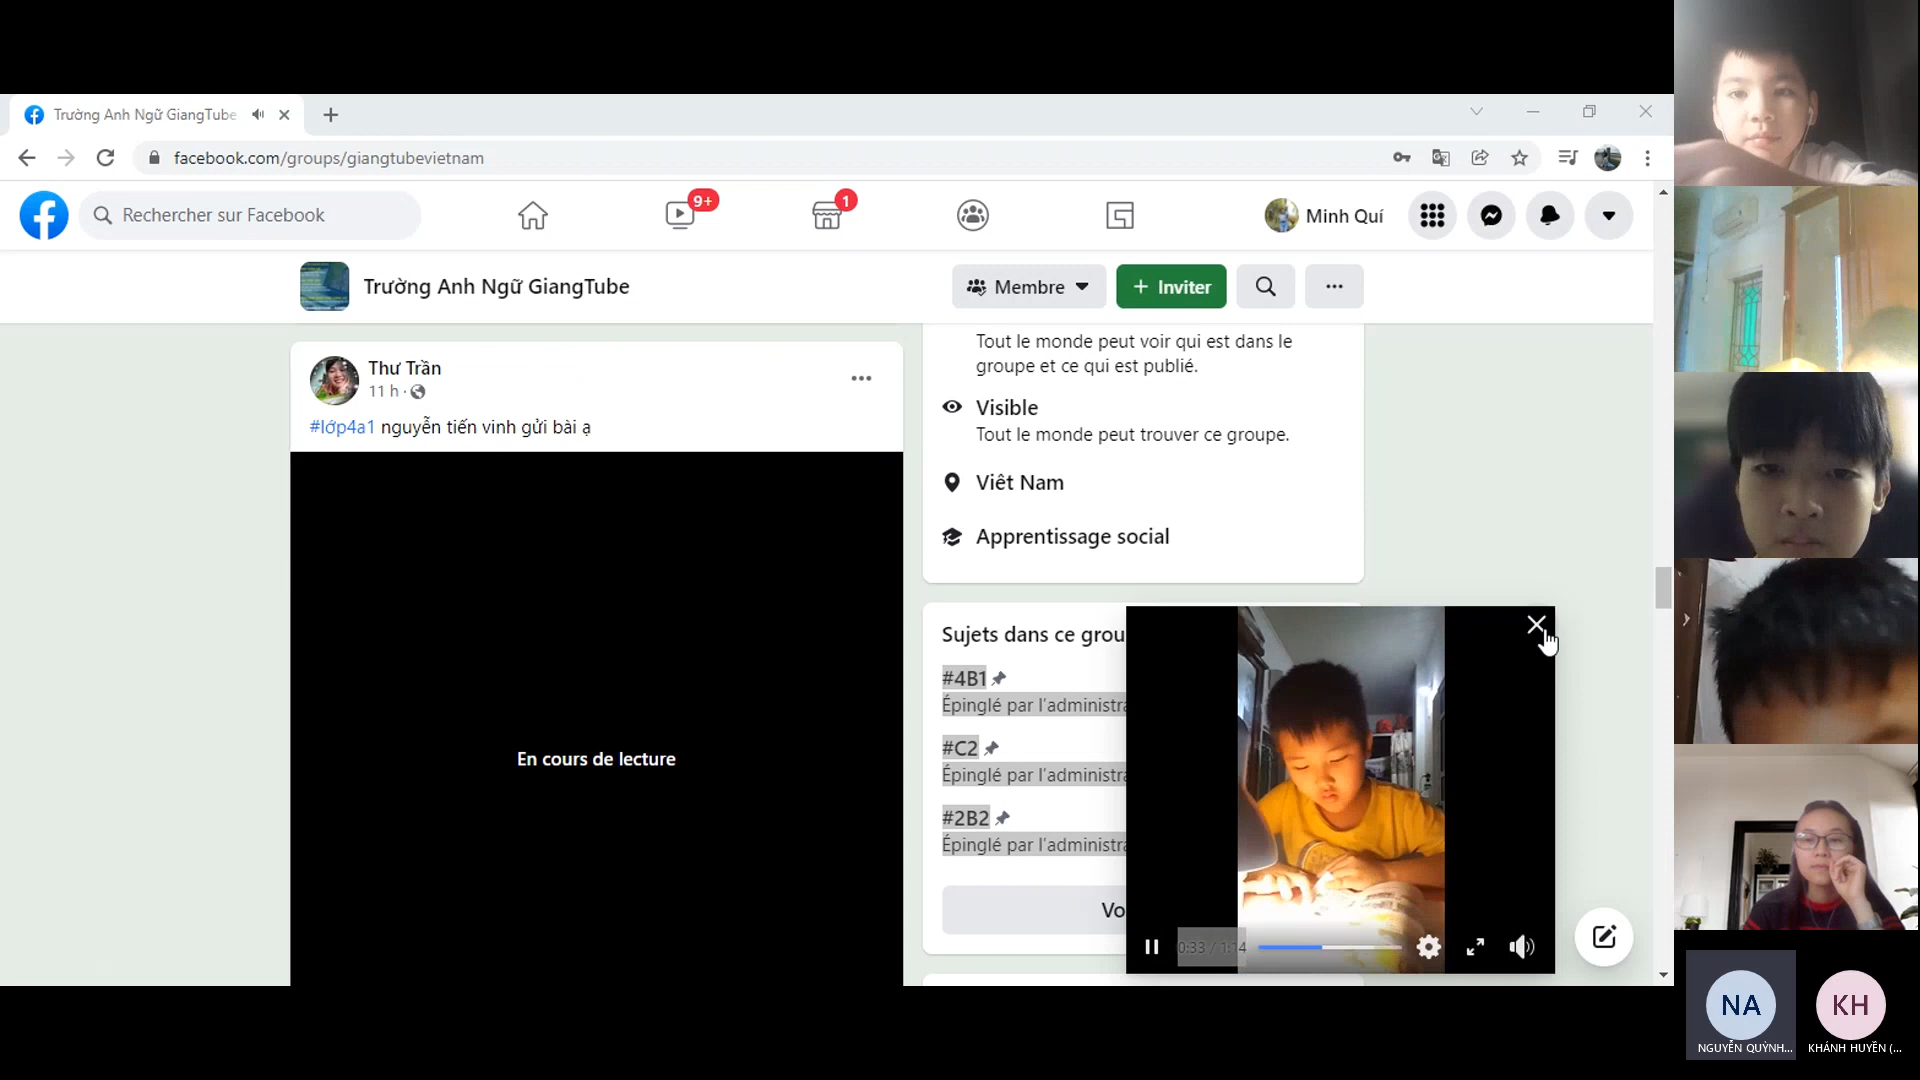 Trường Anh Ngữ GiangTube
facebook.com/groups/giangtubevietnam
Rechercher sur Facebook
9+
1
Minh Quí
Trường Anh Ngữ GiangTube
Membre
+ Inviter
Thư Trần
11 h ·
#lớp4a1 nguyễn tiến vinh gửi bài ạ
En cours de lecture
Tout le monde peut voir qui est dans le
groupe et ce qui est publié.
Visible
Tout le monde peut trouver ce groupe.
Viêt Nam
Apprentissage social
Sujets dans ce grou
#4B1
Épinglé par l'administra
#C2
Épinglé par l'administra
#2B2
Épinglé par l'administra
Vo
0:33 / 1:14
NA
NGUYỄN QUỲNH...
KH
KHÁNH HUYỀN (...